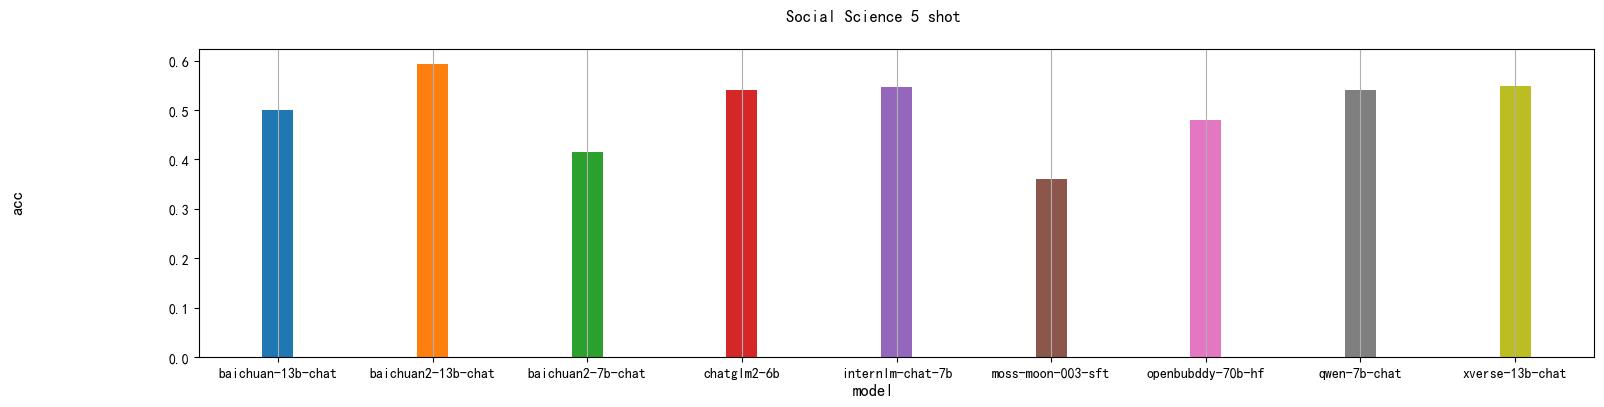 Social Science 5 shot
acc
0.6
0.5
0.4
0.3
0.2
0.1
0.0
baichuan-13b-chat baichuan2-13b-chat baichuan2-7b-chat chatglm2-6b internlm-chat-7b moss-moon-003-sft openbubddy-70b-hf qwen-7b-chat xverse-13b-chat
model